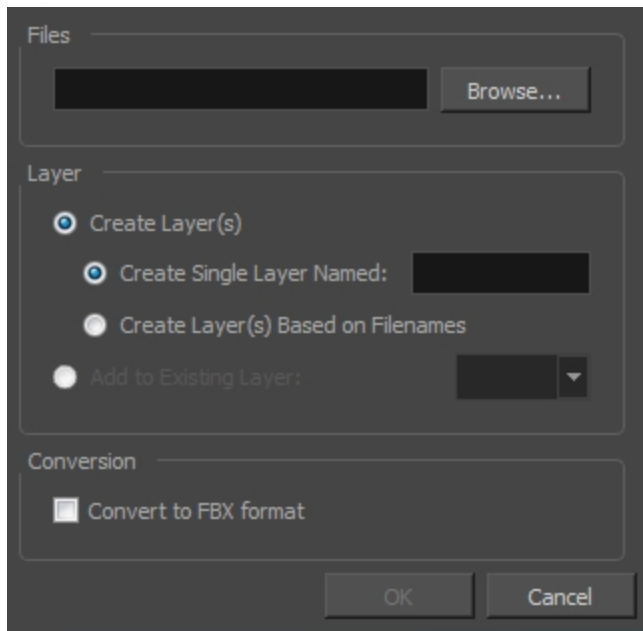 Files
Browse...
Layer
Create Layer(s)
Create Single Layer Named:
Create Layer(s) Based on Filenames
Add to Existing Layer:
Conversion
Convert to FBX format
OK Cancel